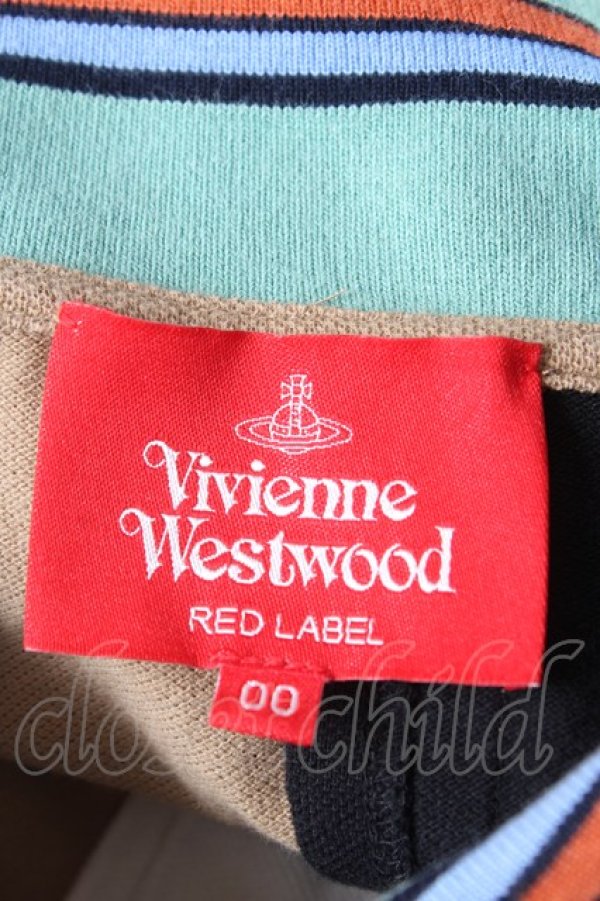 Vivienne
Westwood
RED LABEL
00
closet child